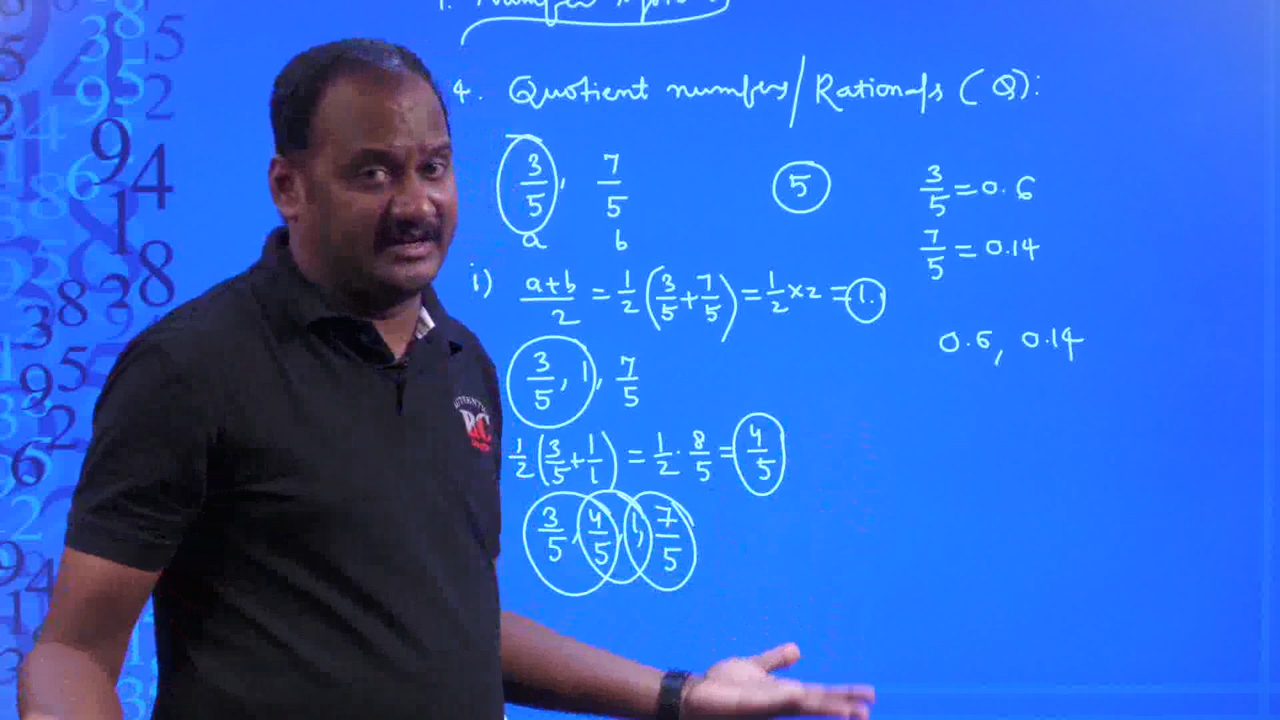 4. Quotient numbers/Rationals (Q):
3/5, 7/5
a b
5
3/5 = 0.6
7/5 = 0.14
i) a+b/2 = 1/2 (3/5 + 7/5) = 1/2 × 2 = 1.
0.6, 0.14
3/5, 1, 7/5
1/2 (3/5 + 1/1) = 1/2 · 8/5 = 4/5
3/5, 4/5, 1, 7/5
RC